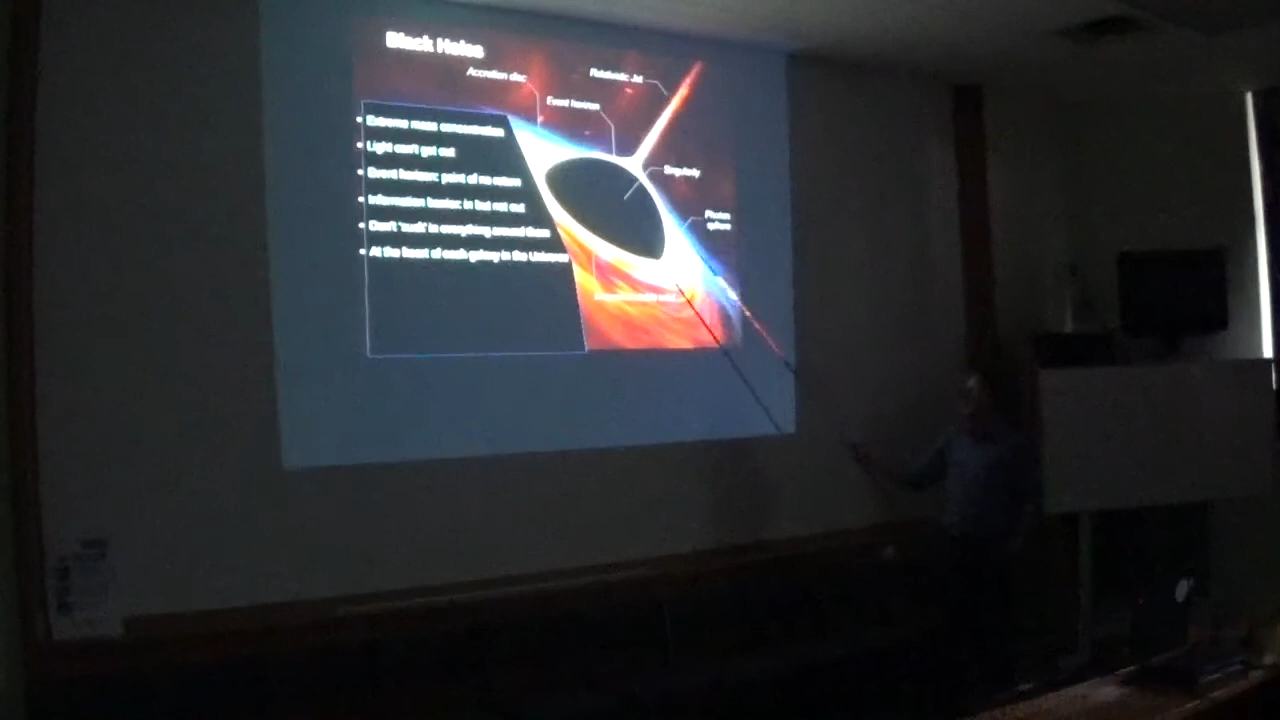 Black Holes
Accretion disc
Relativistic Jet
Event horizon
Singularity
Photon
sphere
• Extreme mass concentration
• Light can't get out
• Event horizon: point of no return
• Information barrier: in but not out
• Don't 'suck' in everything around them
• At the heart of each galaxy in the Universe